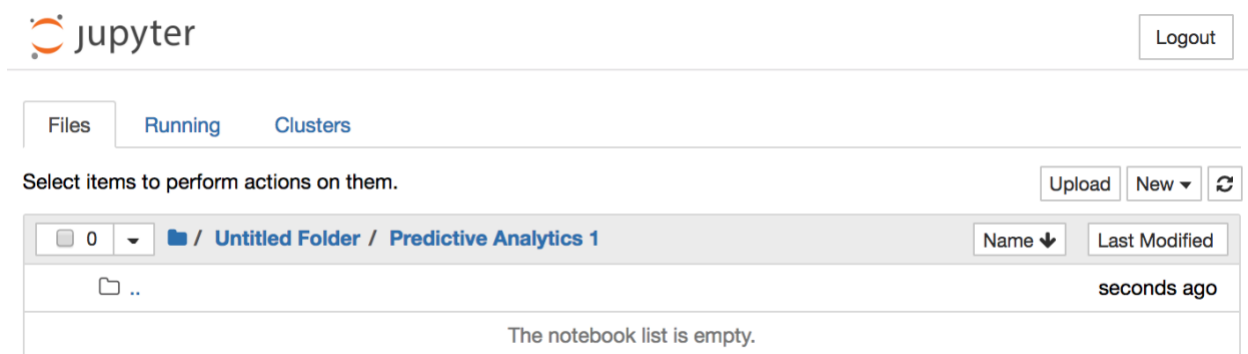 jupyter Logout
Files Running Clusters
Select items to perform actions on them. Upload New
0 / Untitled Folder / Predictive Analytics 1 Name Last Modified
.. seconds ago
The notebook list is empty.